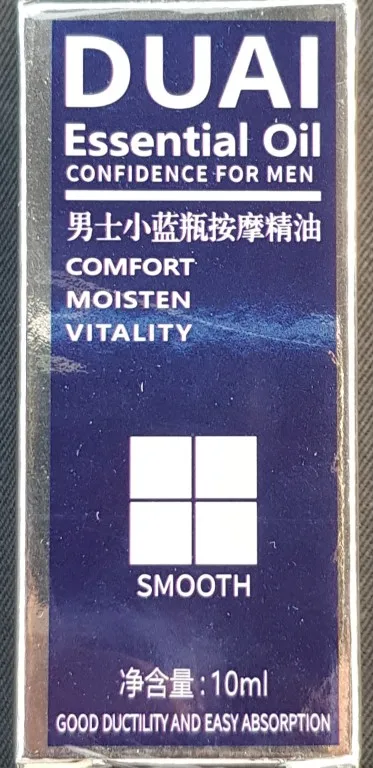 DUAI
Essential Oil
CONFIDENCE FOR MEN
男士小蓝瓶按摩精油
COMFORT
MOISTEN
VITALITY
SMOOTH
净含量:10ml
GOOD DUCTILITY AND EASY ABSORPTION